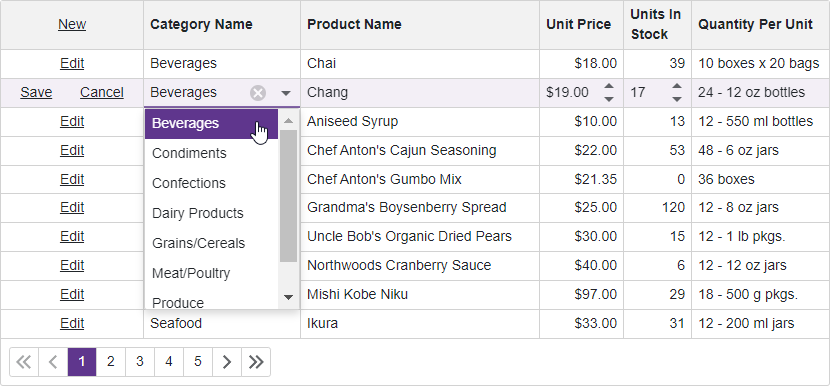 New Category Name Product Name Unit Price Units In Stock Quantity Per Unit
Edit Beverages Chai $18.00 39 10 boxes x 20 bags
Save Cancel Beverages Chang $19.00 17 24 - 12 oz bottles
Edit Beverages Aniseed Syrup $10.00 13 12 - 550 ml bottles
Edit Condiments Chef Anton's Cajun Seasoning $22.00 53 48 - 6 oz jars
Edit Confections Chef Anton's Gumbo Mix $21.35 0 36 boxes
Edit Dairy Products Grandma's Boysenberry Spread $25.00 120 12 - 8 oz jars
Edit Grains/Cereals Uncle Bob's Organic Dried Pears $30.00 15 12 - 1 lb pkgs.
Edit Meat/Poultry Northwoods Cranberry Sauce $40.00 6 12 - 12 oz jars
Edit Produce Mishi Kobe Niku $97.00 29 18 - 500 g pkgs.
Edit Seafood Ikura $33.00 31 12 - 200 ml jars
1 2 3 4 5